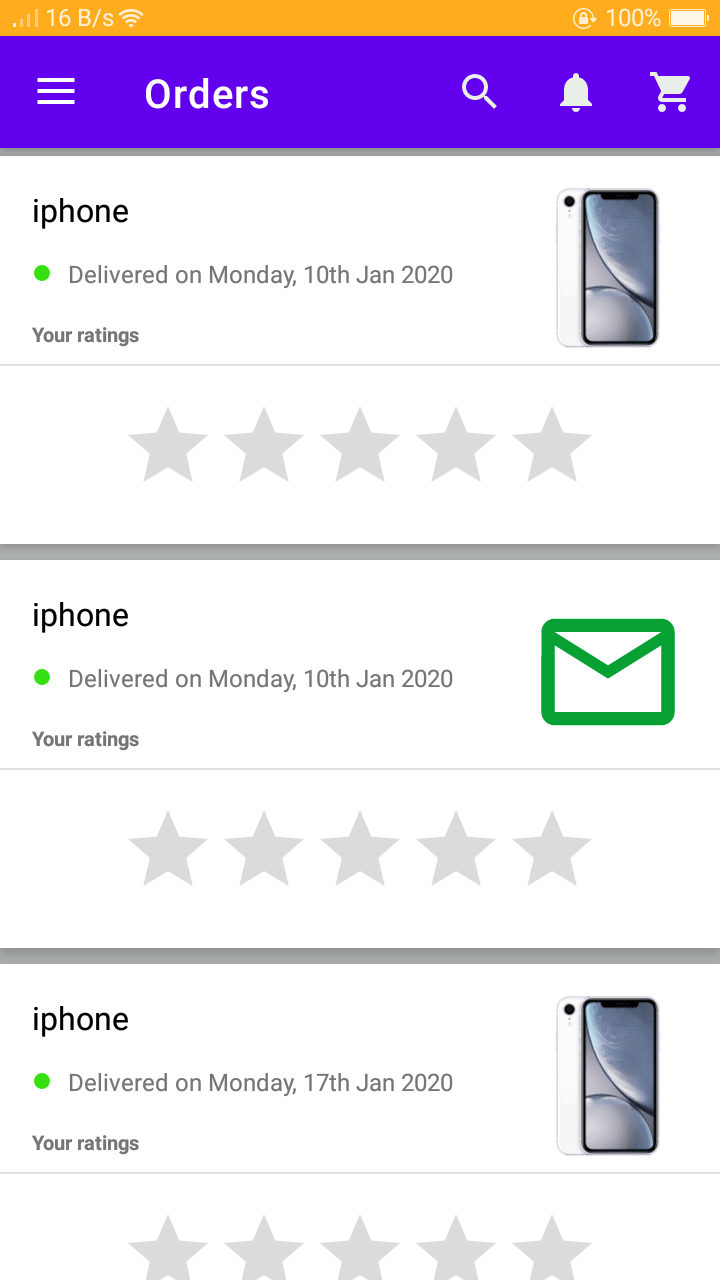 16 B/s 100%
Orders
iphone
Delivered on Monday, 10th Jan 2020
Your ratings
iphone
Delivered on Monday, 10th Jan 2020
Your ratings
iphone
Delivered on Monday, 17th Jan 2020
Your ratings